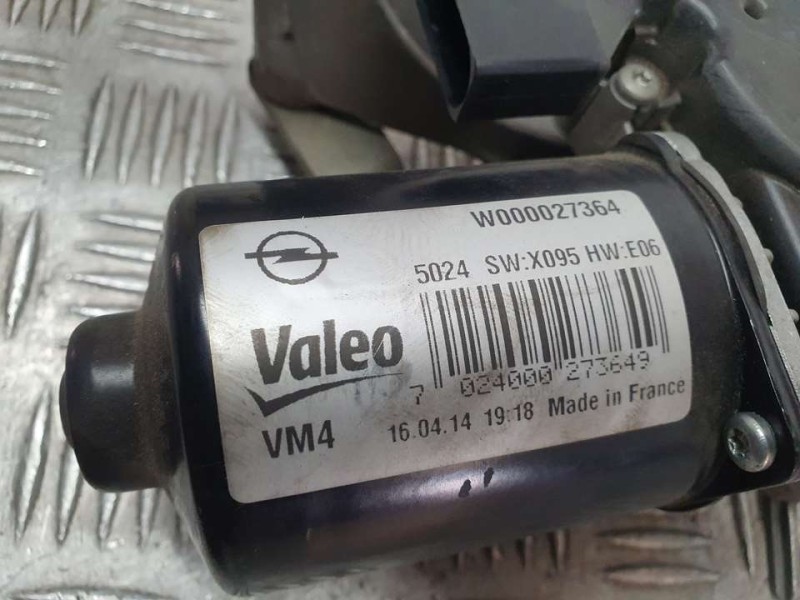 W000027364
5024 SW:X095 HW:E06
Valeo
7 024000 273649
VM4 16.04.14 19:18 Made in France